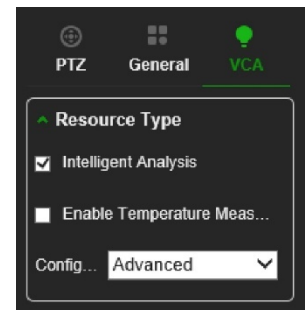 PTZ General VCA
Resource Type
Intelligent Analysis
Enable Temperature Meas...
Config... Advanced